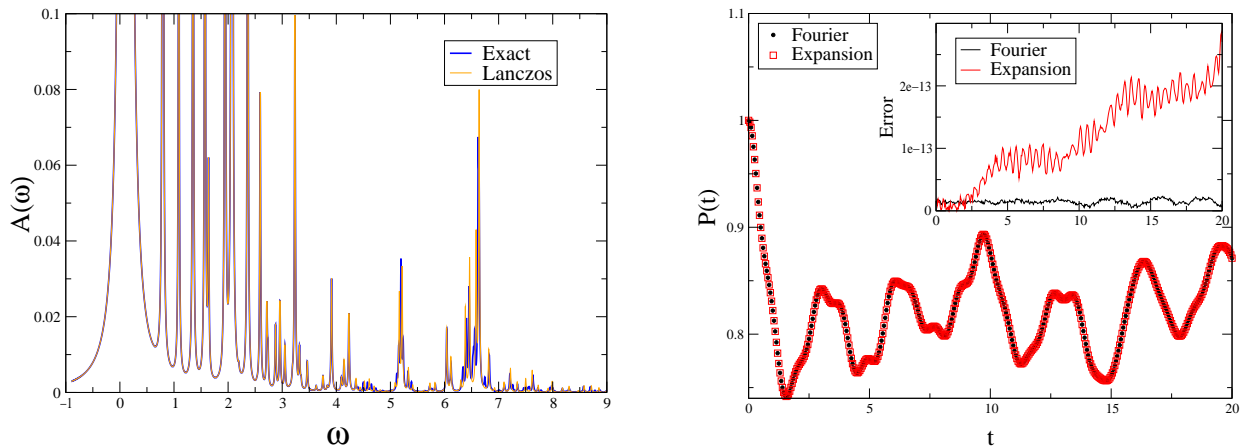 0.1
0.08
0.06
0.04
0.02
0
A(ω)
Exact
Lanczos
-1 0 1 2 3 4 5 6 7 8 9
ω
1.1
1
0.9
0.8
P(t)
Fourier
Expansion
Fourier
Expansion
2e-13
1e-13
0
Error
0 5 10 15 20
0 5 10 15 20
t